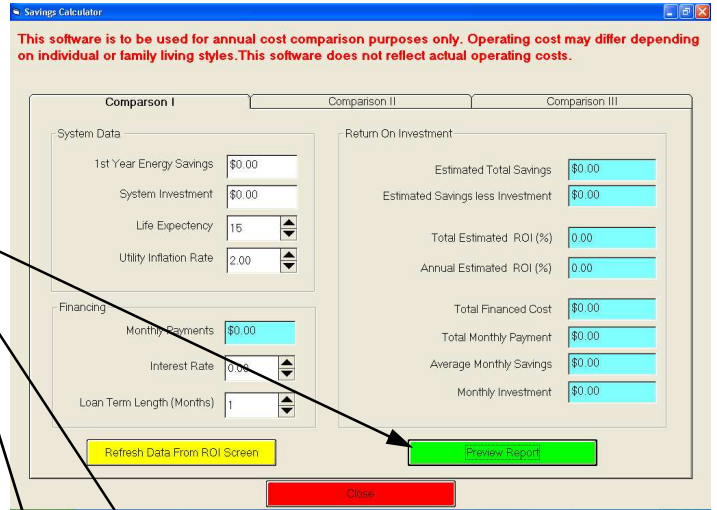 Savings Calculator
This software is to be used for annual cost comparison purposes only. Operating cost may differ depending
on individual or family living styles.This software does not reflect actual operating costs.
Comparson I
Comparison II
Comparison III
System Data
1st Year Energy Savings $0.00
System Investment $0.00
Life Expectency 15
Utility Inflation Rate 2.00
Financing
Monthly Payments $0.00
Interest Rate 0.00
Loan Term Length (Months) 1
Refresh Data From ROI Screen
Return On Investment
Estimated Total Savings $0.00
Estimated Savings less Investment $0.00
Total Estimated ROI (%) 0.00
Annual Estimated ROI (%) 0.00
Total Financed Cost $0.00
Total Monthly Payment $0.00
Average Monthly Savings $0.00
Monthly Investment $0.00
Preview Report
Close